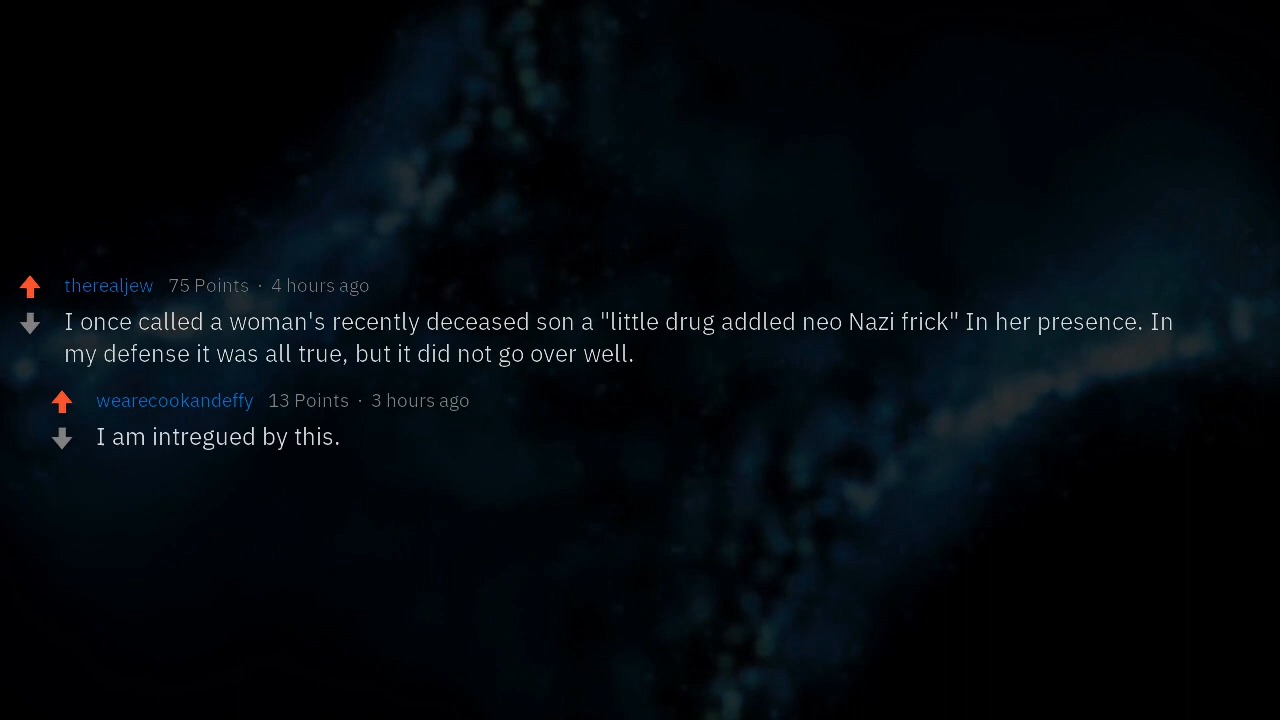 therealjew 75 Points · 4 hours ago
I once called a woman's recently deceased son a "little drug addled neo Nazi frick" In her presence. In
my defense it was all true, but it did not go over well.
wearecookandeffy 13 Points · 3 hours ago
I am intregued by this.